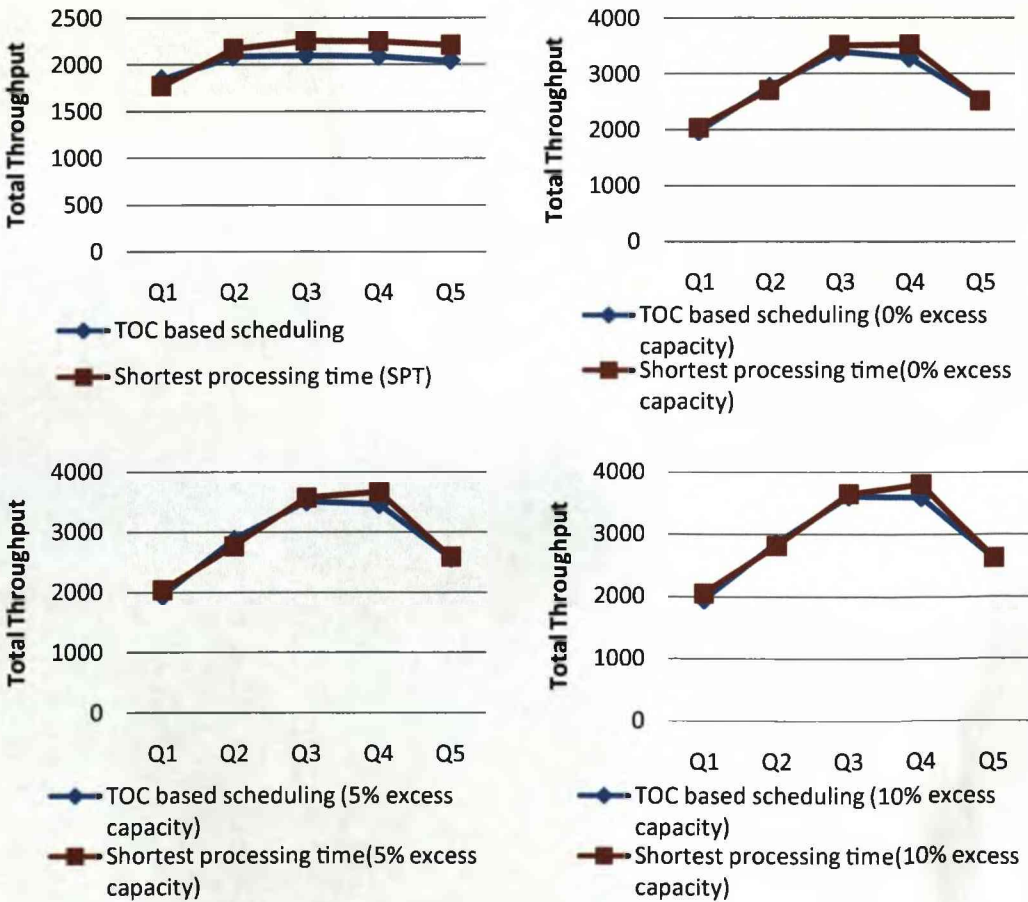 Total Throughput
2500
2000
1500
1000
500
0
Q1 Q2 Q3 Q4 Q5
TOC based scheduling
Shortest processing time (SPT)
Total Throughput
4000
3000
2000
1000
0
Q1 Q2 Q3 Q4 Q5
TOC based scheduling (0% excess
capacity)
Shortest processing time(0% excess
capacity)
Total Throughput
4000
3000
2000
1000
0
Q1 Q2 Q3 Q4 Q5
TOC based scheduling (5% excess
capacity)
Shortest processing time(5% excess
capacity)
Total Throughput
4000
3000
2000
1000
0
Q1 Q2 Q3 Q4 Q5
TOC based scheduling (10% excess
capacity)
Shortest processing time(10% excess
capacity)